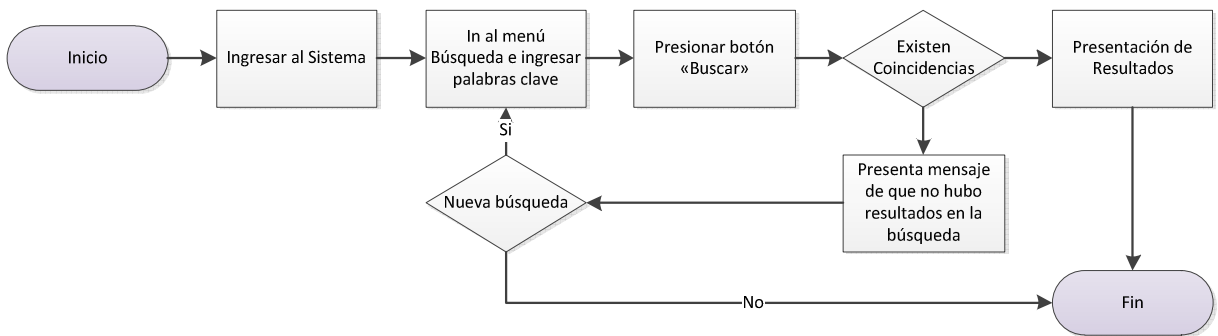 Inicio
Ingresar al Sistema
In al menú
Búsqueda e ingresar
palabras clave
Presionar botón
«Buscar»
Existen
Coincidencias
Presentación de
Resultados
Si
Nueva búsqueda
Presenta mensaje
de que no hubo
resultados en la
búsqueda
No
Fin